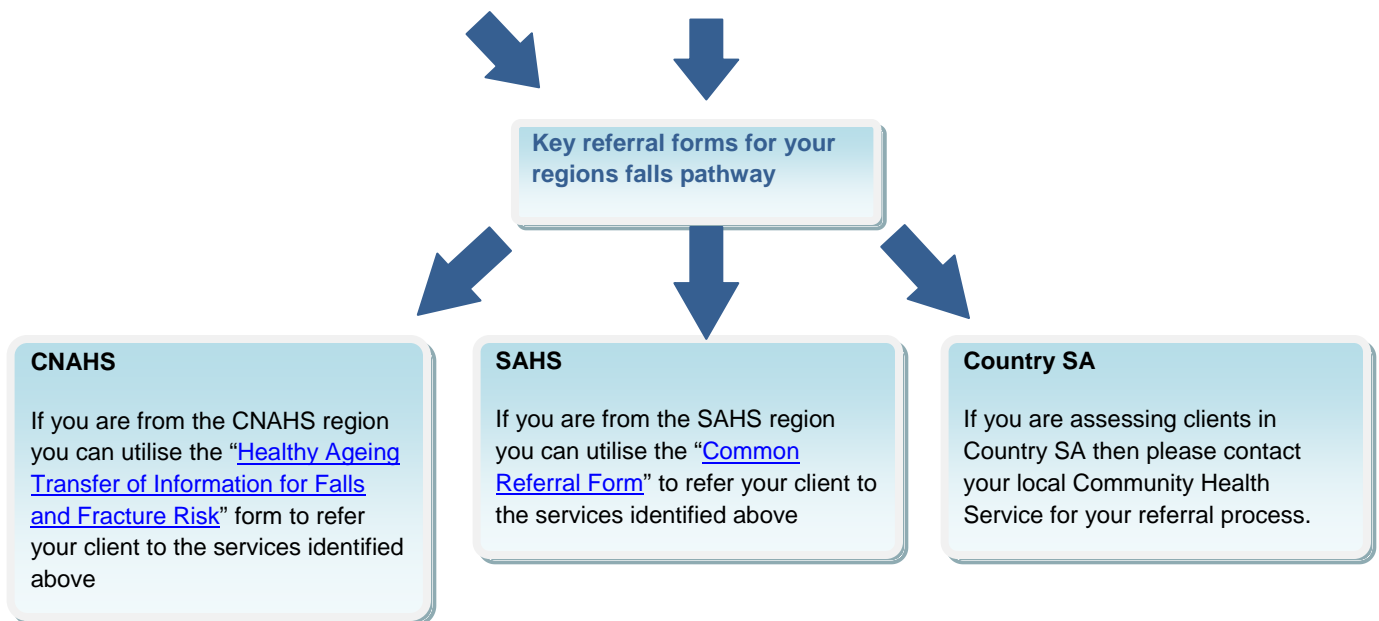 Key referral forms for your
regions falls pathway
CNAHS
If you are from the CNAHS region
you can utilise the “Healthy Ageing
Transfer of Information for Falls
and Fracture Risk” form to refer
your client to the services identified
above
SAHS
If you are from the SAHS region
you can utilise the “Common
Referral Form” to refer your client to
the services identified above
Country SA
If you are assessing clients in
Country SA then please contact
your local Community Health
Service for your referral process.